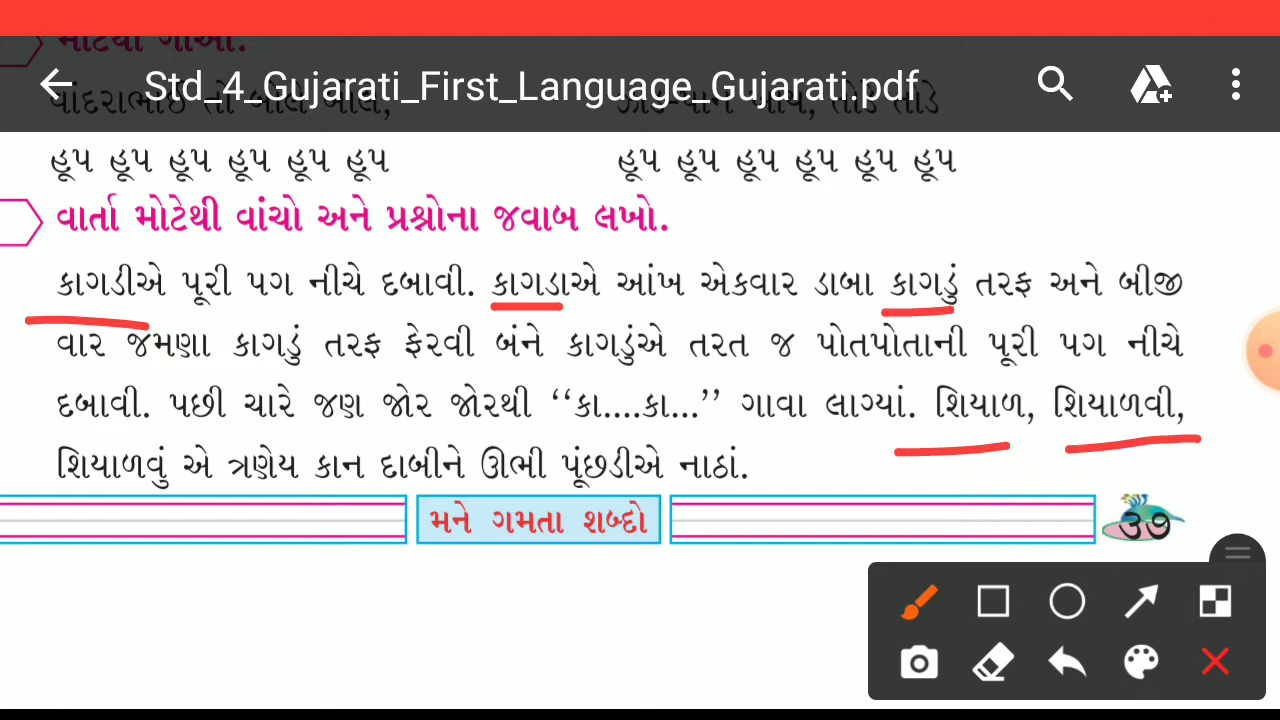 મોટેથી ગાઓ.
Std_4_Gujarati_First_Language_Gujarati.pdf
વાંદરાભાઈ તો બોલે બોલે,
હૂપ હૂપ હૂપ હૂપ હૂપ હૂપ
હૂપ હૂપ હૂપ હૂપ હૂપ હૂપ
વાર્તા મોટેથી વાંચો અને પ્રશ્નોના જવાબ લખો.
કાગડીએ પૂરી પગ નીચે દબાવી. કાગડાએ આંખ એકવાર ડાબા કાગડું તરફ અને બીજી
વાર જમણા કાગડું તરફ ફેરવી બંને કાગડુંએ તરત જ પોતપોતાની પૂરી પગ નીચે
દબાવી. પછી ચારે જણ જોર જોરથી “કા....કા...” ગાવા લાગ્યાં. શિયાળ, શિયાળવી,
શિયાળવું એ ત્રણેય કાન દાબીને ઊભી પૂંછડીએ નાઠાં.
મને ગમતા શબ્દો
૩૭